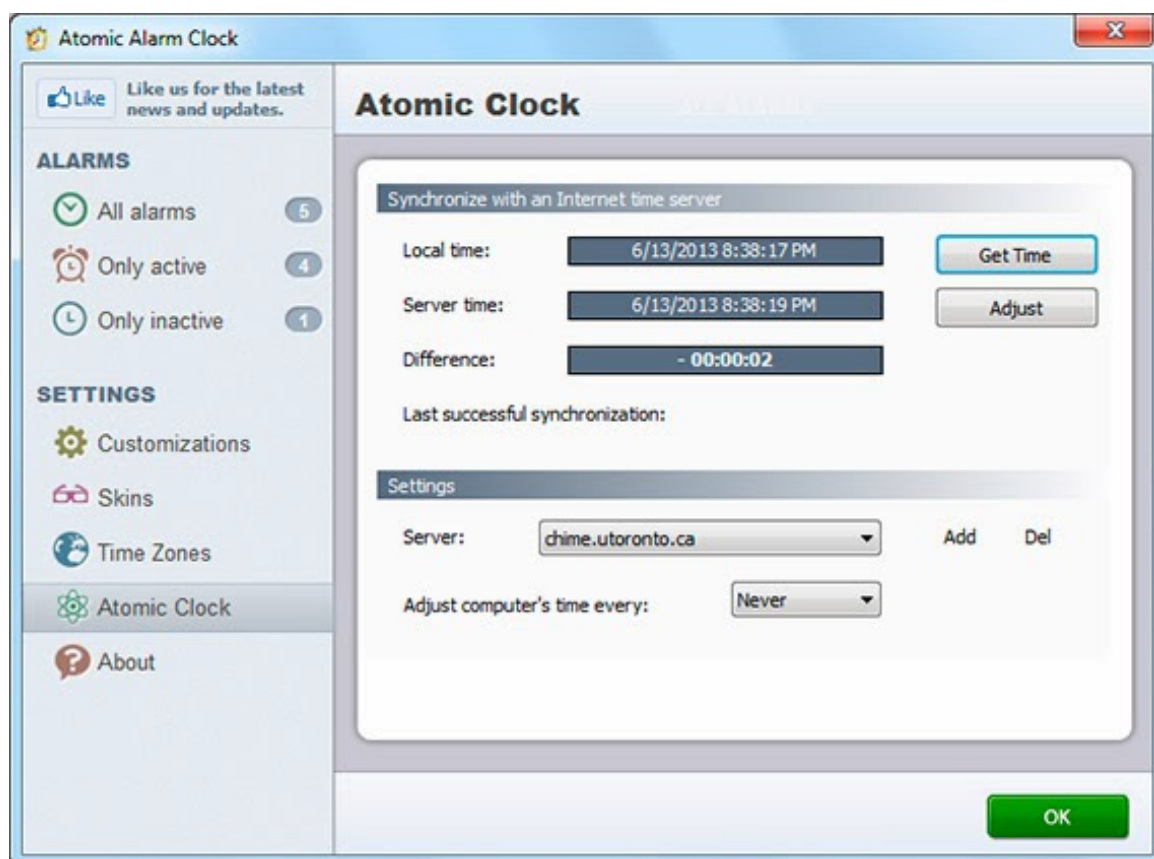 Atomic Alarm Clock
Like
Like us for the latest
news and updates.
ALARMS
All alarms 5
Only active 4
Only inactive 1
SETTINGS
Customizations
Skins
Time Zones
Atomic Clock
About
Atomic Clock
Synchronize with an Internet time server
Local time: 6/13/2013 8:38:17 PM Get Time
Server time: 6/13/2013 8:38:19 PM Adjust
Difference: - 00:00:02
Last successful synchronization:
Settings
Server: chime.utoronto.ca Add Del
Adjust computer's time every: Never
OK